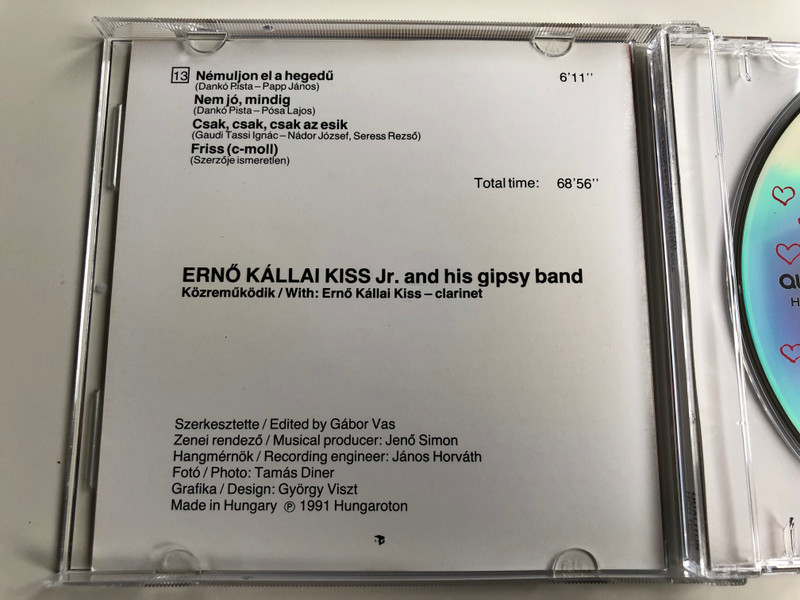 13 Némuljon el a hegedű 6'11''
(Dankó Pista – Papp János)
Nem jó, mindig
(Dankó Pista – Pósa Lajos)
Csak, csak, csak az esik
(Gaudi Tassi Ignác – Nádor József, Seress Rezső)
Friss (c-moll)
(Szerzője ismeretlen)
Total time: 68'56''
ERNŐ KÁLLAI KISS Jr. and his gipsy band
Közreműködik / With: Ernő Kállai Kiss – clarinet
Szerkesztette / Edited by Gábor Vas
Zenei rendező / Musical producer: Jenő Simon
Hangmérnök / Recording engineer: János Horváth
Fotó / Photo: Tamás Diner
Grafika / Design: György Viszt
Made in Hungary ℗ 1991 Hungaroton